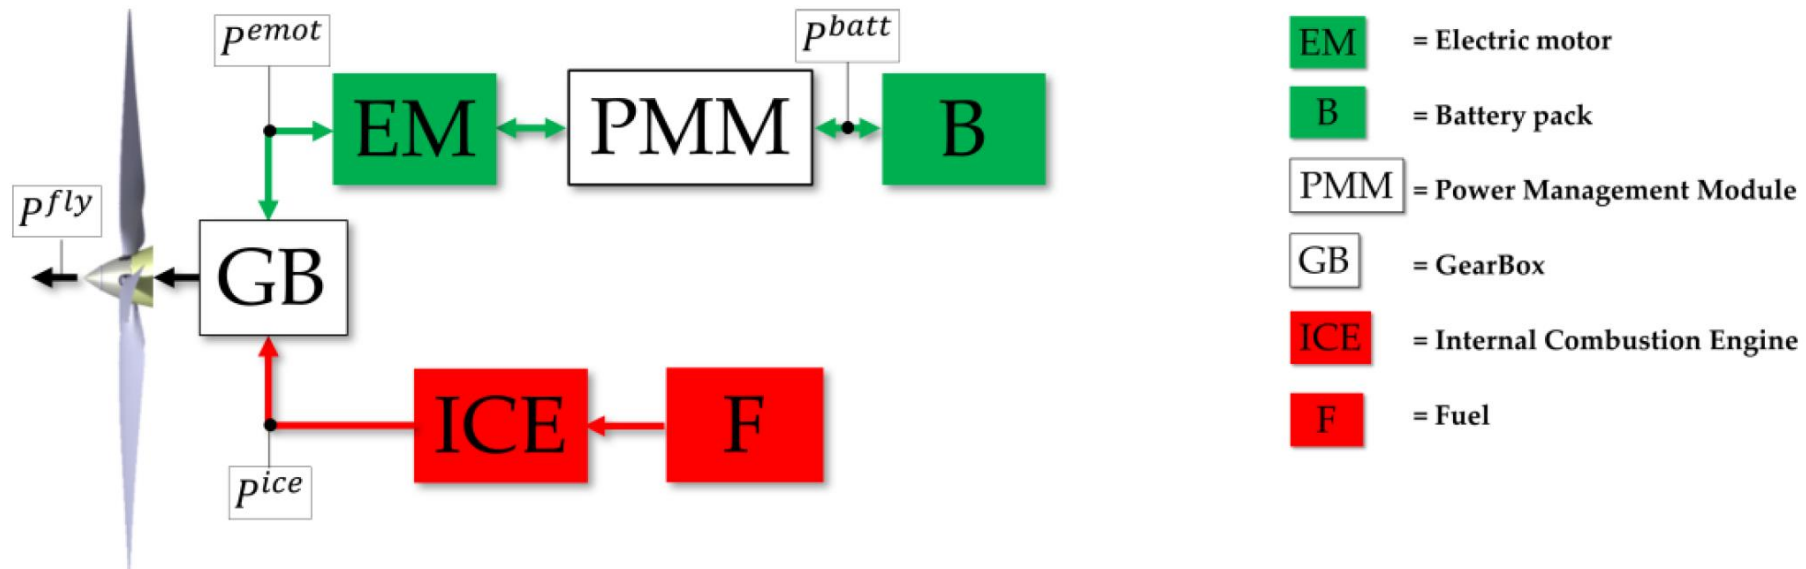 P^emot
P^batt
EM
PMM
B
P^fly
GB
ICE
F
P^ice
EM = Electric motor
B = Battery pack
PMM = Power Management Module
GB = GearBox
ICE = Internal Combustion Engine
F = Fuel